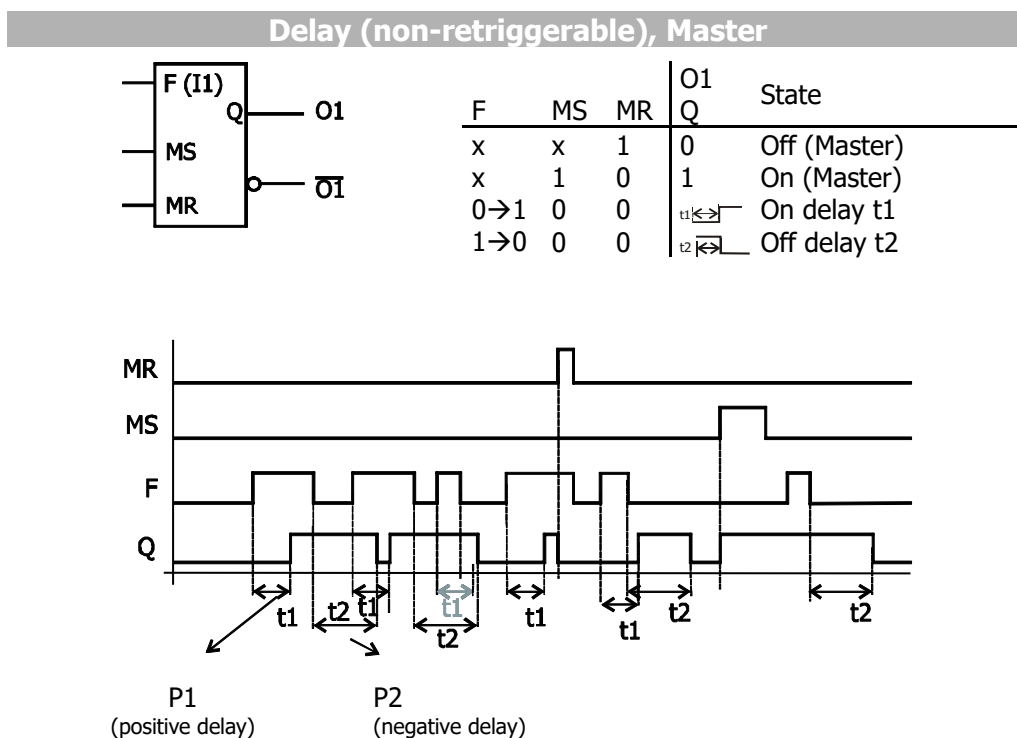 Delay (non-retriggerable), Master
F (I1)
Q O1
MS
O1
MR
O1
F MS MR Q State
x x 1 0 Off (Master)
x 1 0 1 On (Master)
0→1 0 0 t1 On delay t1
1→0 0 0 t2 Off delay t2
MR
MS
F
Q
t1 t2 t1 t1 t2 t1 t1 t2 t2
P1 P2
(positive delay) (negative delay)